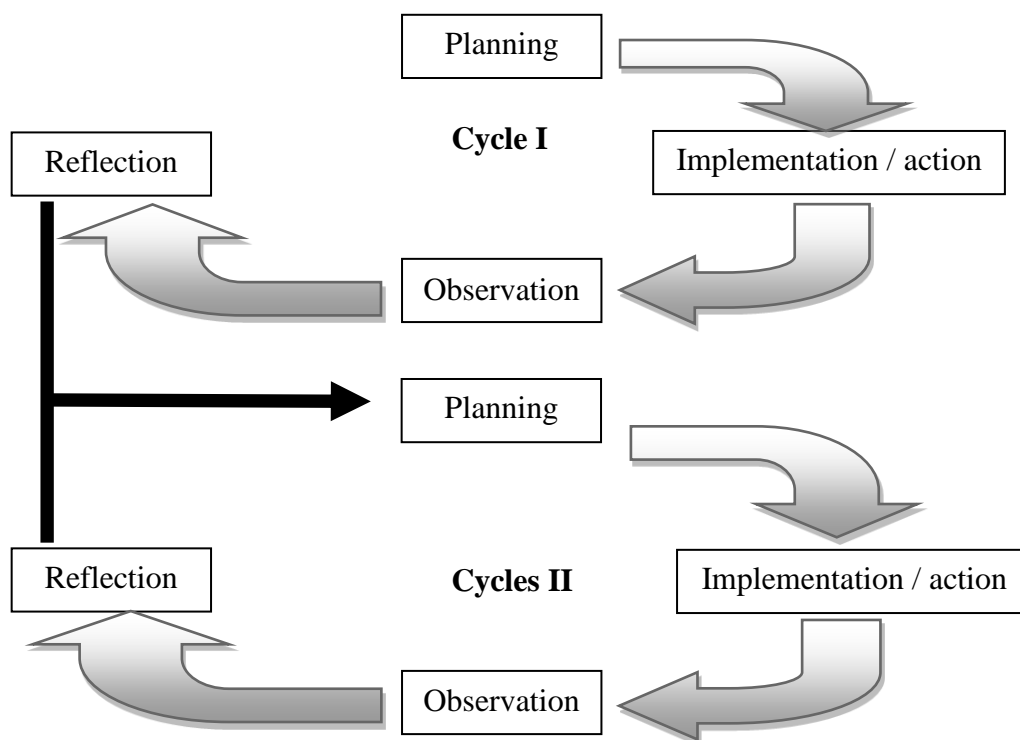 Planning
Cycle I
Reflection
Implementation / action
Observation
Planning
Reflection
Cycles II
Implementation / action
Observation